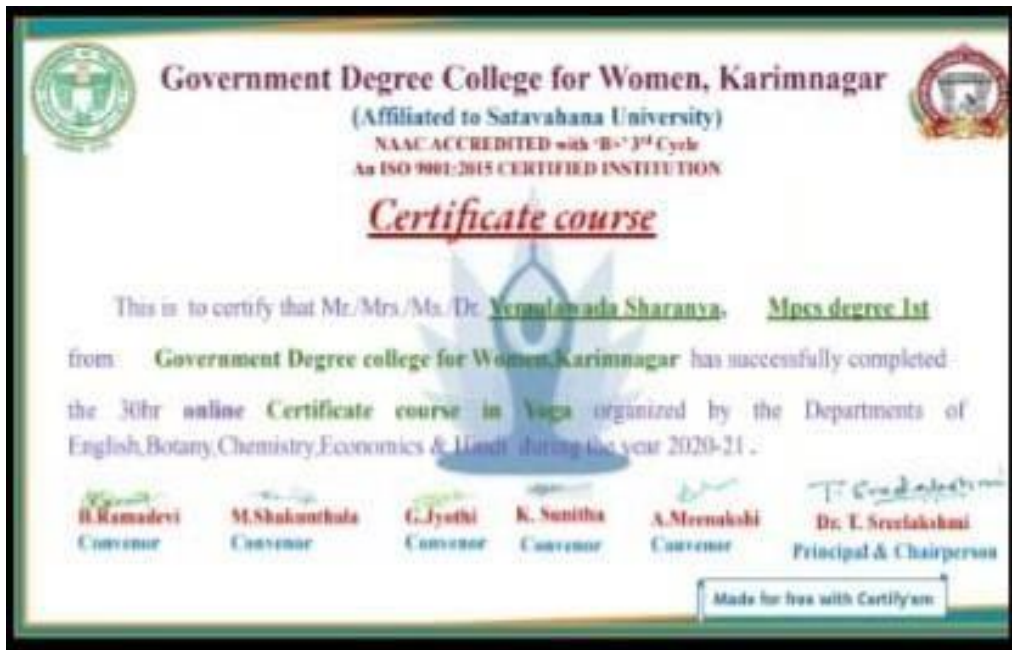 Government Degree College for Women, Karimnagar
(Affiliated to Satavahana University)
NAAC ACCREDITED with 'B+' 3rd Cycle
An ISO 9001:2015 CERTIFIED INSTITUTION
Certificate course
This is to certify that Mr./Mrs./Ms./Dr. Vemulawada Sharanya, Mpcs degree 1st
from Government Degree college for Women,Karimnagar has successfully completed
the 30hr online Certificate course in Yoga organized by the Departments of
English,Botany,Chemistry,Economics & Hindi during the year 2020-21 .
B.Ramadevi M.Shakunthala G.Jyothi K. Sunitha A.Meenakshi Dr. T. Sreelakshmi
Convenor Convenor Convenor Convenor Convenor Principal & Chairperson
Made for free with Certify'em